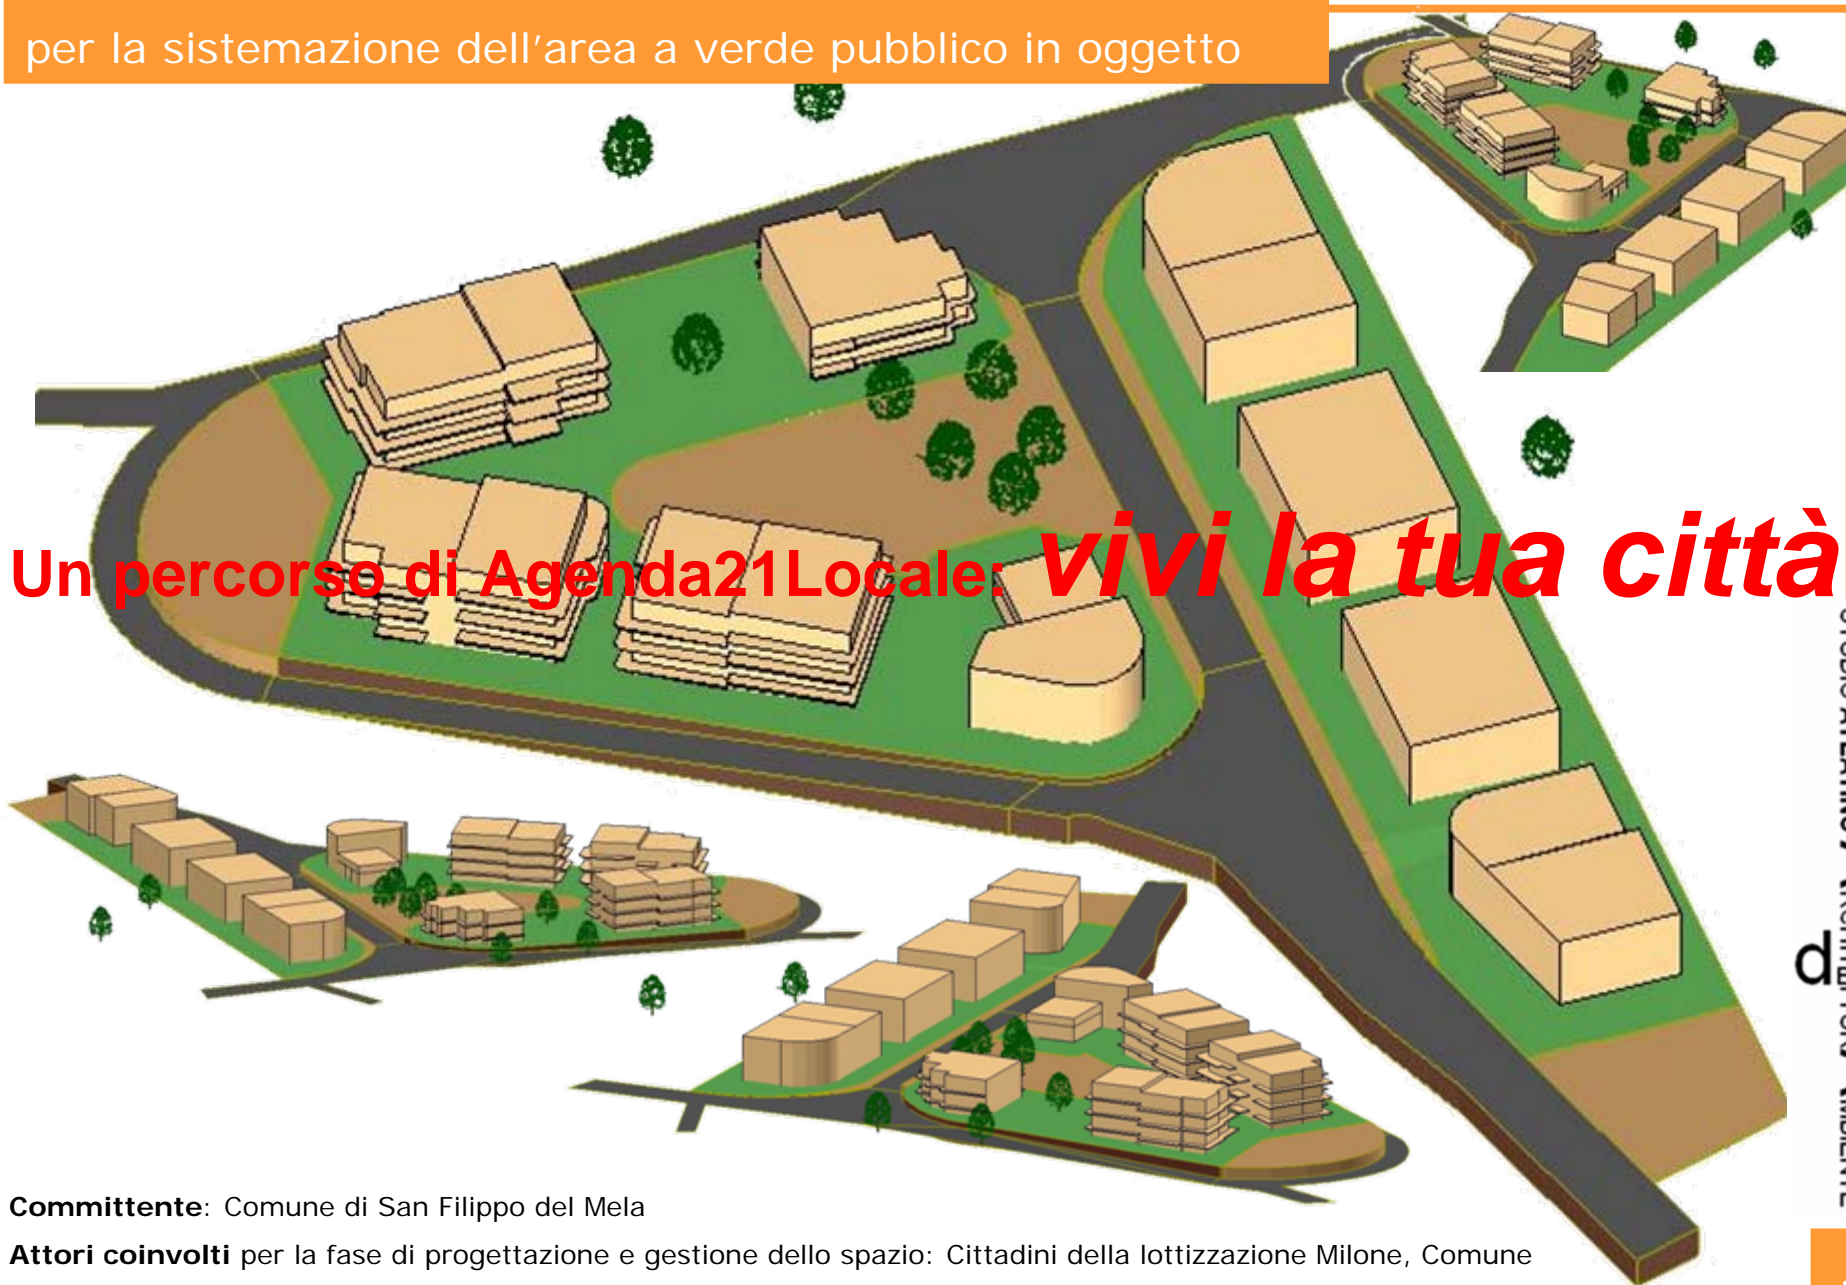 per la sistemazione dell'area a verde pubblico in oggetto
Un percorso di Agenda21Locale: vivi la tua città
Committente: Comune di San Filippo del Mela
Attori coinvolti per la fase di progettazione e gestione dello spazio: Cittadini della lottizzazione Milone, Comune